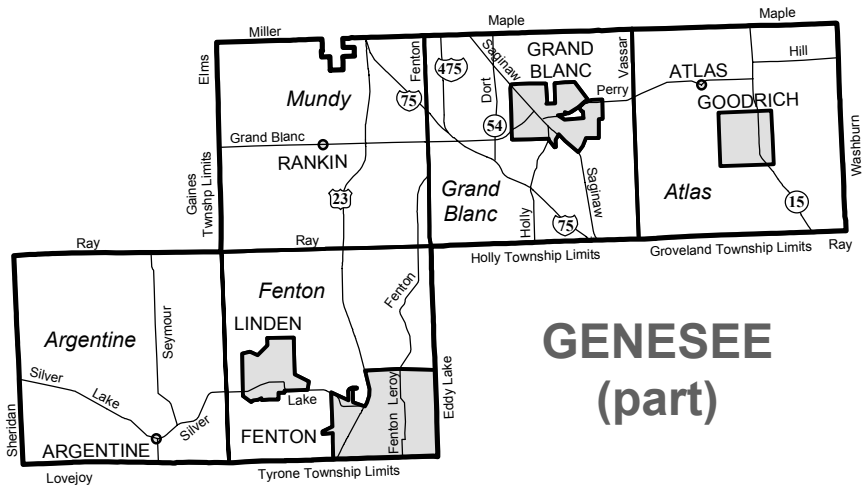 Miller
Maple
Maple
Elms
Fenton
475
Saginaw
Dort
GRAND
BLANC
Vassar
Hill
ATLAS
Perry
Mundy
75
54
GOODRICH
Washburn
Grand Blanc
RANKIN
Gaines
Twnship Limits
23
Grand
Blanc
Holly
Saginaw
75
Atlas
15
Ray
Ray
Holly Township Limits
Groveland Township Limits
Ray
Fenton
Fenton
Seymour
Argentine
LINDEN
GENESEE
(part)
Silver
Lake
Silver
Lake
Fenton
Leroy
Eddy Lake
Sheridan
ARGENTINE
FENTON
Lovejoy
Tyrone Township Limits